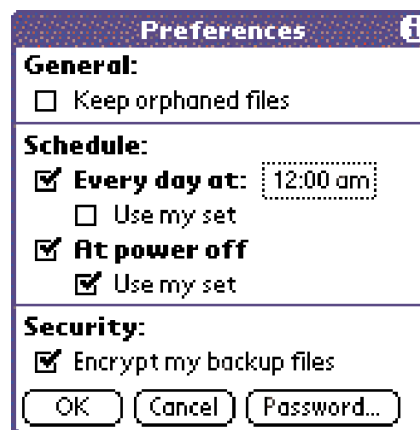 Preferences
General:
Keep orphaned files
Schedule:
Every day at: 12:00 am
Use my set
At power off
Use my set
Security:
Encrypt my backup files
OK Cancel Password...